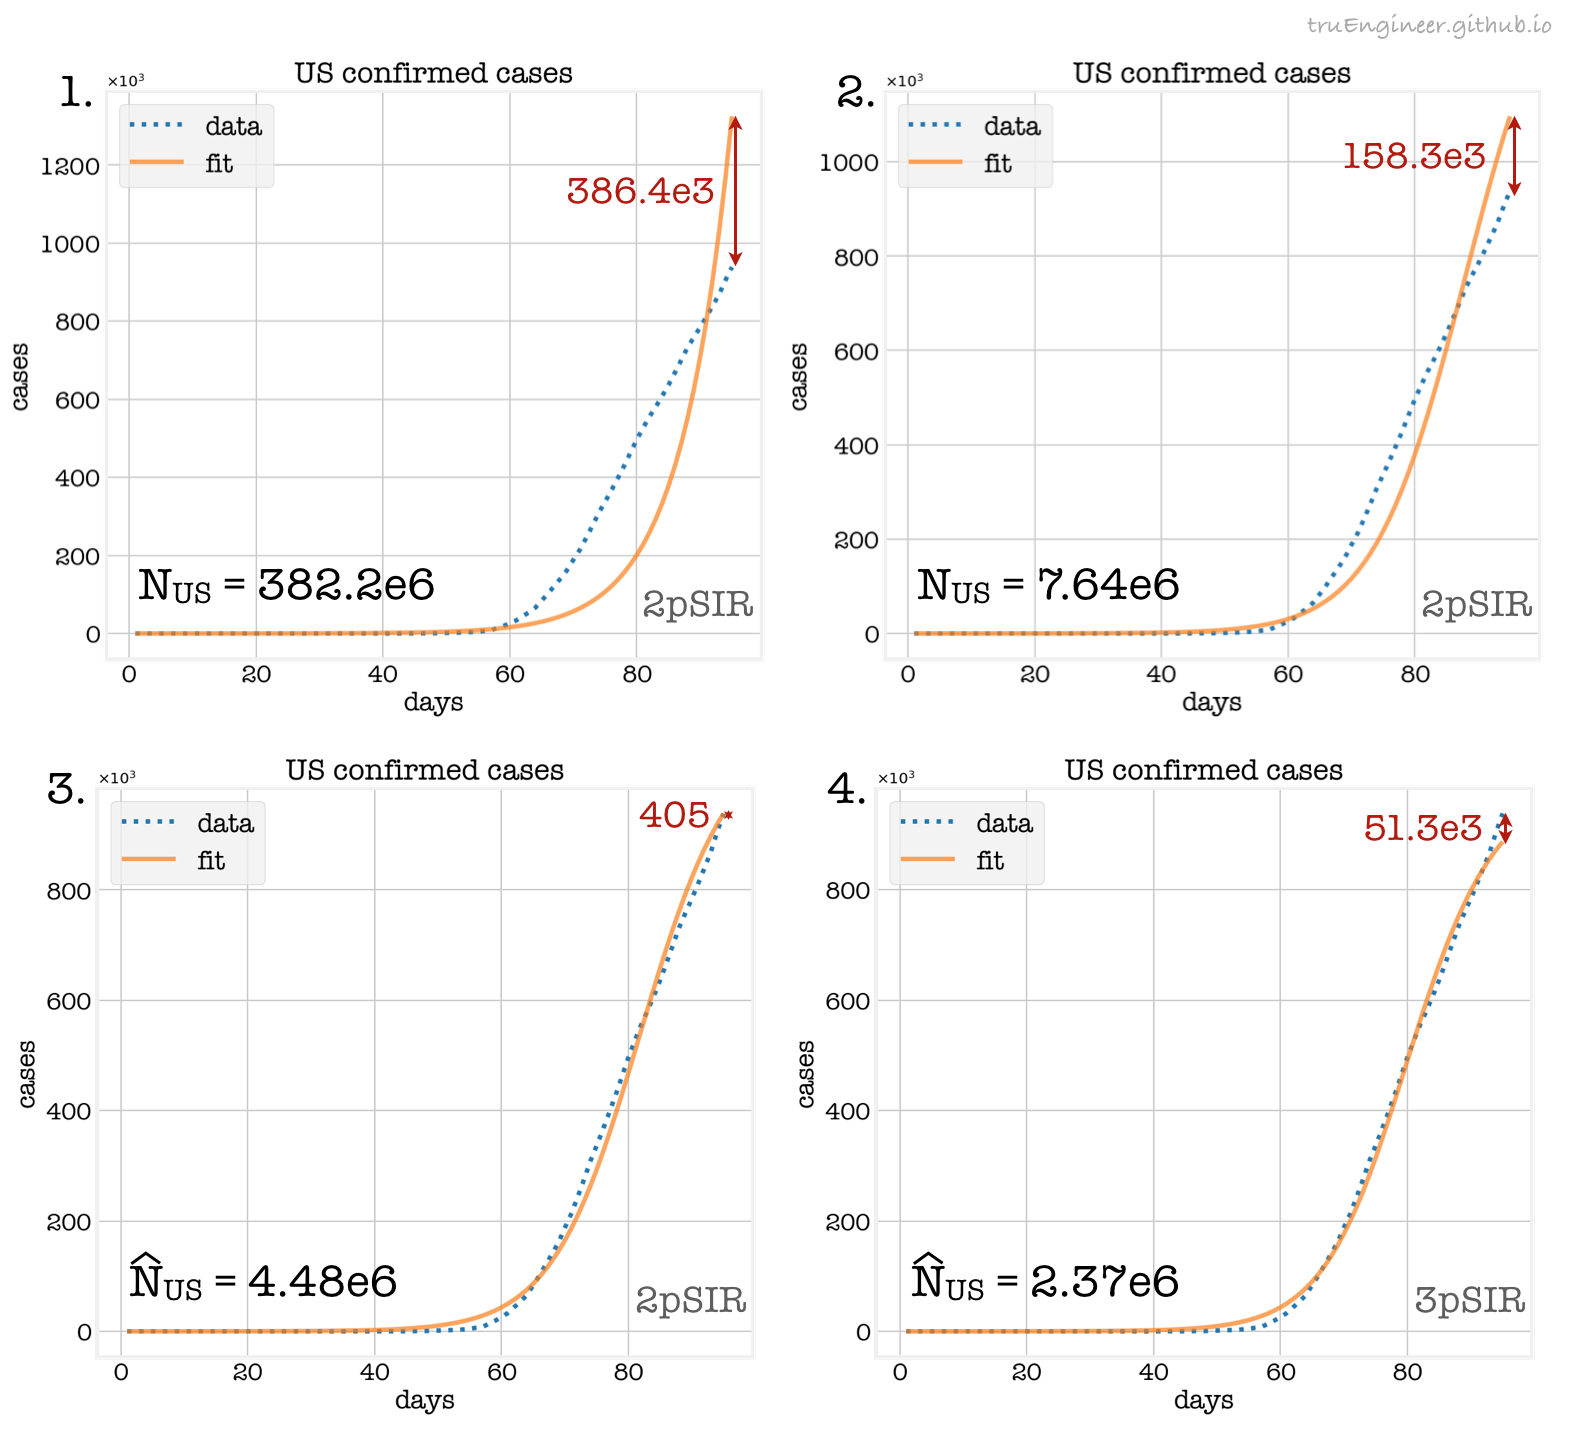 truEngineer.github.io
1.
×10³
US confirmed cases
data
fit
386.4e3
1200
1000
800
600
400
200
0
cases
N_US = 382.2e6
2pSIR
0 20 40 60 80
days
2.
×10³
US confirmed cases
data
fit
158.3e3
1000
800
600
400
200
0
cases
N_US = 7.64e6
2pSIR
0 20 40 60 80
days
3.
×10³
US confirmed cases
data
fit
405
800
600
400
200
0
cases
N̂_US = 4.48e6
2pSIR
0 20 40 60 80
days
4.
×10³
US confirmed cases
data
fit
51.3e3
800
600
400
200
0
cases
N̂_US = 2.37e6
3pSIR
0 20 40 60 80
days